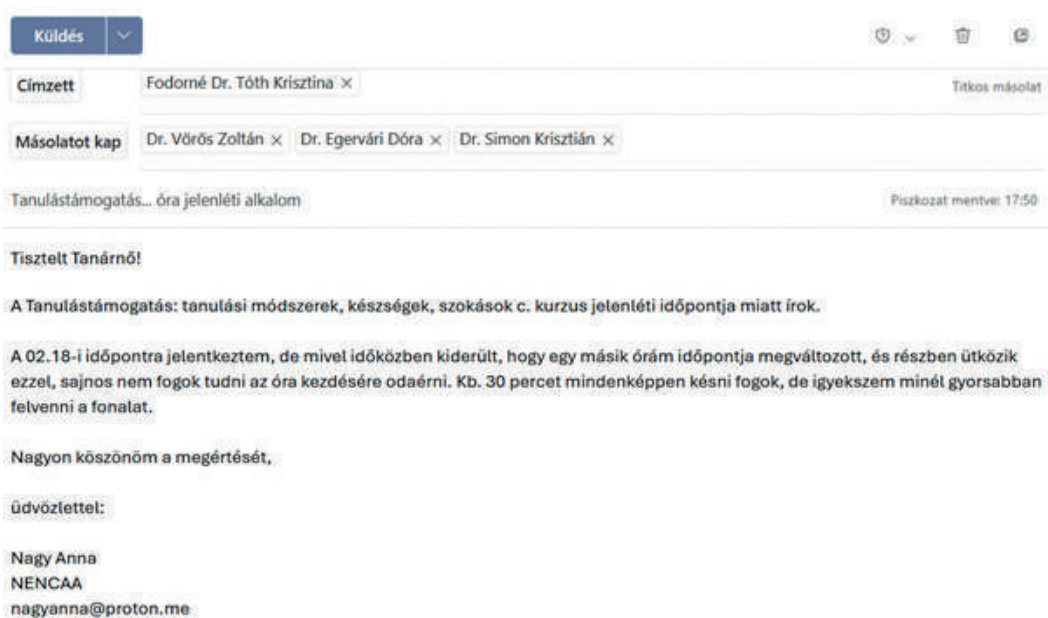 Küldés
Címzett Fodorné Dr. Tóth Krisztina × Titkos másolat
Másolatot kap Dr. Vörös Zoltán × Dr. Egervári Dóra × Dr. Simon Krisztián ×
Tanulástámogatás... óra jelenléti alkalom Piszkozat mentve: 17:50
Tisztelt Tanárnő!
A Tanulástámogatás: tanulási módszerek, készségek, szokások c. kurzus jelenléti időpontja miatt írok.
A 02.18-i időpontra jelentkeztem, de mivel időközben kiderült, hogy egy másik órám időpontja megváltozott, és részben ütközik
ezzel, sajnos nem fogok tudni az óra kezdésére odaérni. Kb. 30 percet mindenképpen késni fogok, de igyekszem minél gyorsabban
felvenni a fonalat.
Nagyon köszönöm a megértését,
üdvözlettel:
Nagy Anna
NENCAA
nagyanna@proton.me